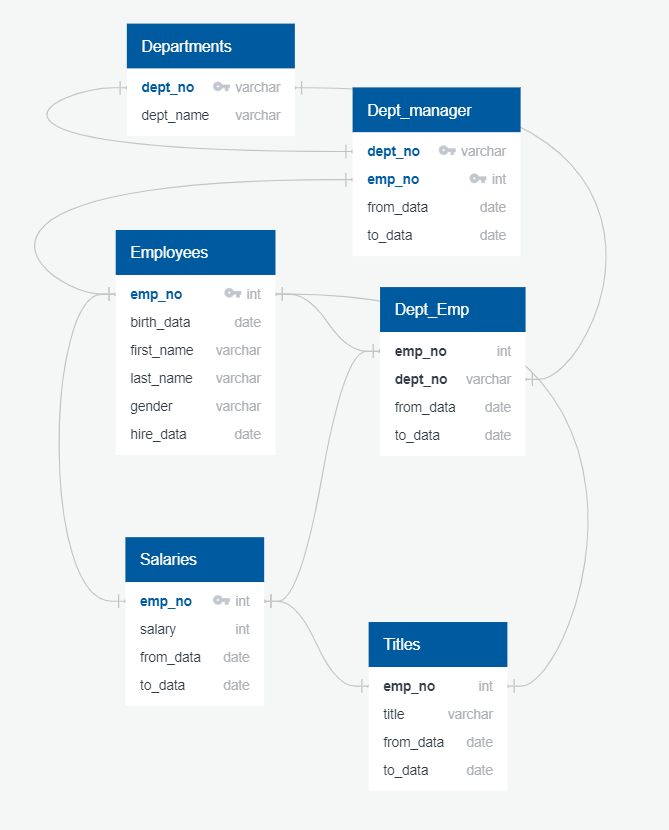 Departments
dept_no varchar
dept_name varchar
Dept_manager
dept_no varchar
emp_no int
from_data date
to_data date
Employees
emp_no int
birth_data date
first_name varchar
last_name varchar
gender varchar
hire_data date
Dept_Emp
emp_no int
dept_no varchar
from_data date
to_data date
Salaries
emp_no int
salary int
from_data date
to_data date
Titles
emp_no int
title varchar
from_data date
to_data date